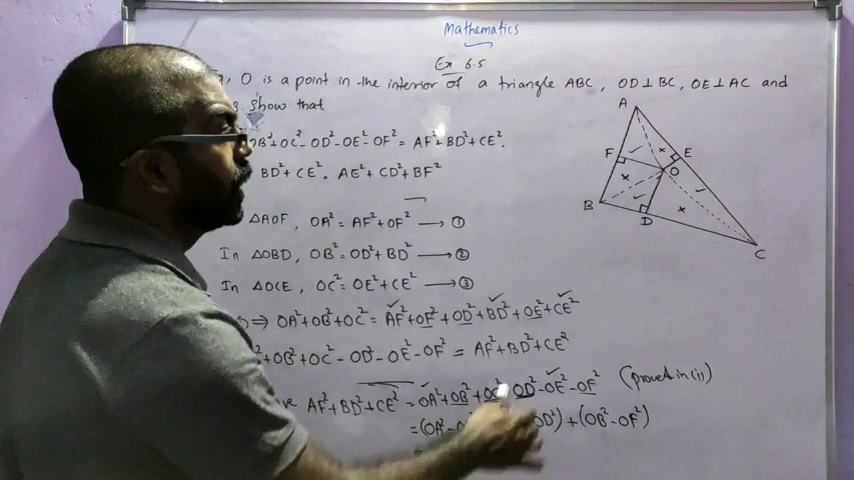 Mathematics
Ex 6.5
, O is a point in the interior of a triangle ABC, OD⊥BC, OE⊥AC and
show that
OB²+OC²-OD²-OE²-OF² = AF²+BD²+CE².
BD²+CE² = AE²+CD²+BF²
ΔAOF, OA² = AF²+OF² → ①
In ΔOBD, OB² = OD²+BD² → ②
In ΔOCE, OC² = OE²+CE² → ③
⇒ OA²+OB²+OC² = AF²+OF²+OD²+BD²+OE²+CE²
+OB²+OC²-OD²-OE²-OF² = AF²+BD²+CE²
AF²+BD²+CE² = OA²+OB²+OC²-OD²-OE²-OF² (proved in (i))
= (OA²- OD²) + (OB²-OF²)
A
F
E
O
B
D
C